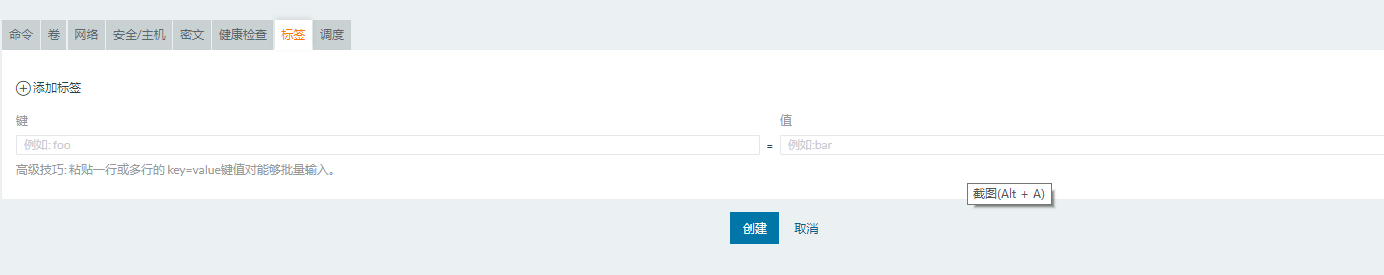 命令 卷 网络 安全/主机 密文 健康检查 标签 调度
添加标签
键 值
例如: foo = 例如:bar
高级技巧: 粘贴一行或多行的 key=value键值对能够批量输入。
截图(Alt + A)
创建 取消